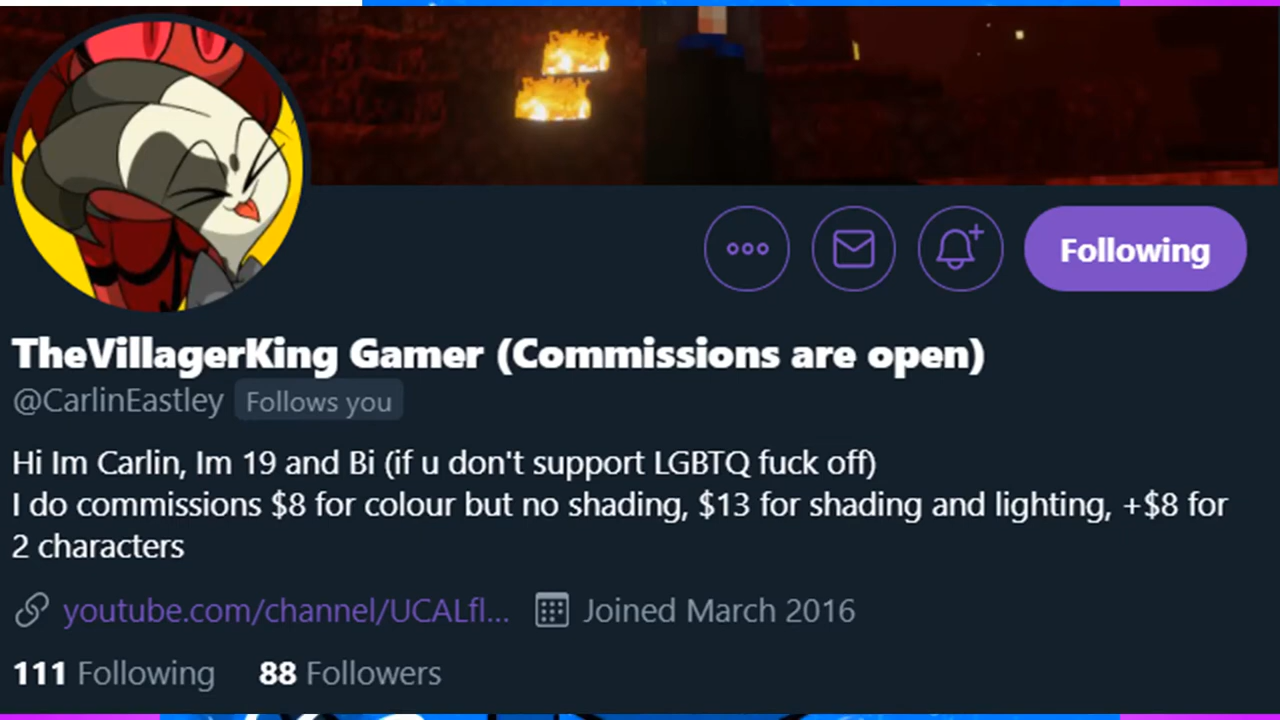 Following
TheVillagerKing Gamer (Commissions are open)
@CarlinEastley Follows you
Hi Im Carlin, Im 19 and Bi (if u don't support LGBTQ fuck off)
I do commissions $8 for colour but no shading, $13 for shading and lighting, +$8 for
2 characters
youtube.com/channel/UCALfl... Joined March 2016
111 Following 88 Followers